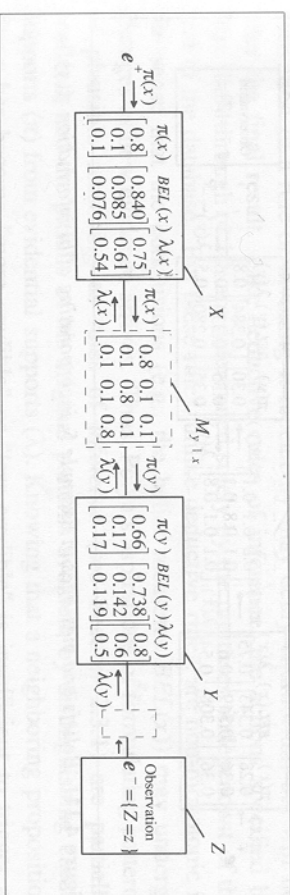 X
M y|x
Y
Z
π(x) BEL(x) λ(x)
0.8 0.840 0.75
0.1 0.085 0.61
0.1 0.076 0.54
π(x)
e⁺
π(x)
λ(x)
0.8 0.1 0.1
0.1 0.8 0.1
0.1 0.1 0.8
π(y)
λ(y)
π(y) BEL(y) λ(y)
0.66 0.738 0.8
0.17 0.142 0.6
0.17 0.119 0.5
λ(y)
Observation
e⁻={Z=z}